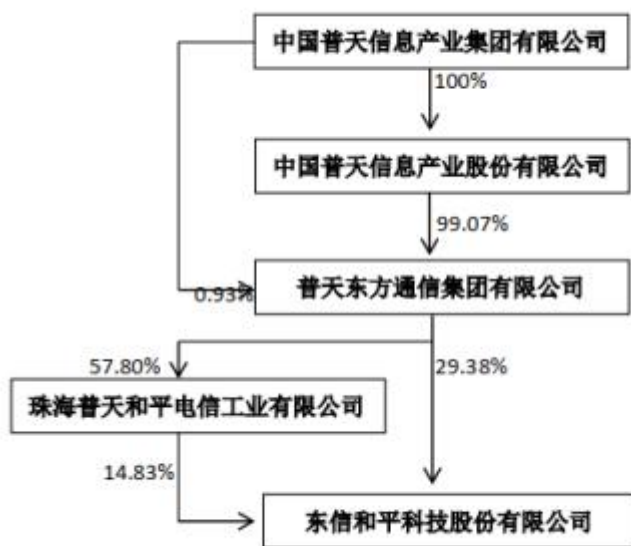 中国普天信息产业集团有限公司
100%
中国普天信息产业股份有限公司
99.07%
普天东方通信集团有限公司
0.93%
57.80%
29.38%
珠海普天和平电信工业有限公司
14.83%
东信和平科技股份有限公司